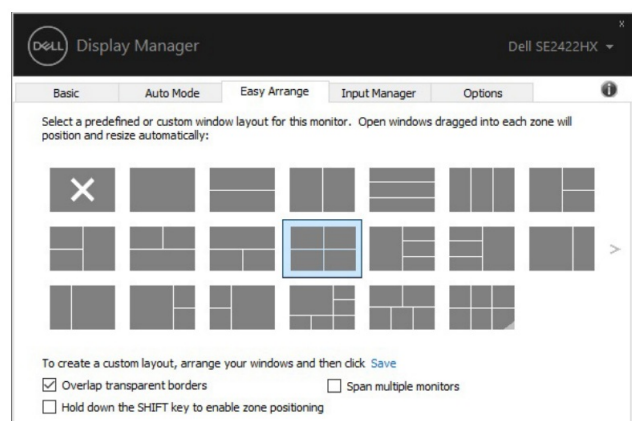 x
DELL Display Manager Dell SE2422HX
Basic Auto Mode Easy Arrange Input Manager Options
Select a predefined or custom window layout for this monitor. Open windows dragged into each zone will
position and resize automatically:
To create a custom layout, arrange your windows and then click Save
Overlap transparent borders Span multiple monitors
Hold down the SHIFT key to enable zone positioning